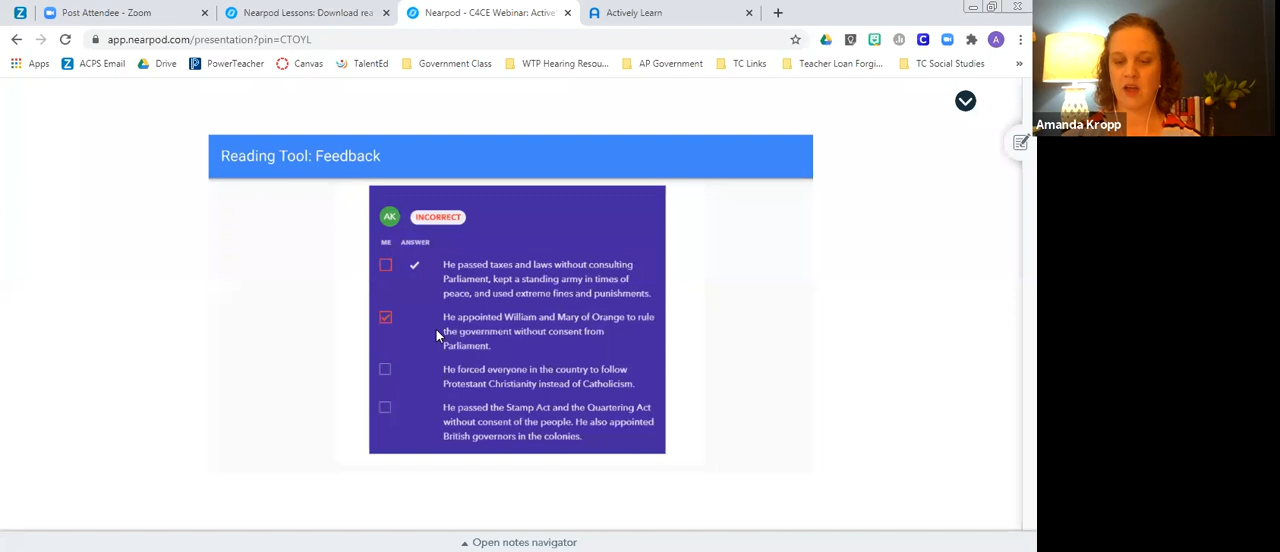 Post Attendee - Zoom
Nearpod Lessons: Download rea
Nearpod - C4CE Webinar: Active
Actively Learn
app.nearpod.com/presentation?pin=CTOYL
A
Apps
ACPS Email
Drive
PowerTeacher
Canvas
TalentEd
Government Class
WTP Hearing Resou...
AP Government
TC Links
Teacher Loan Forgi...
TC Social Studies
»
Amanda Kropp
Reading Tool: Feedback
AK INCORRECT
ME ANSWER
He passed taxes and laws without consulting
Parliament, kept a standing army in times of
peace, and used extreme fines and punishments.
He appointed William and Mary of Orange to rule
the government without consent from
Parliament.
He forced everyone in the country to follow
Protestant Christianity instead of Catholicism.
He passed the Stamp Act and the Quartering Act
without consent of the people. He also appointed
British governors in the colonies.
Open notes navigator